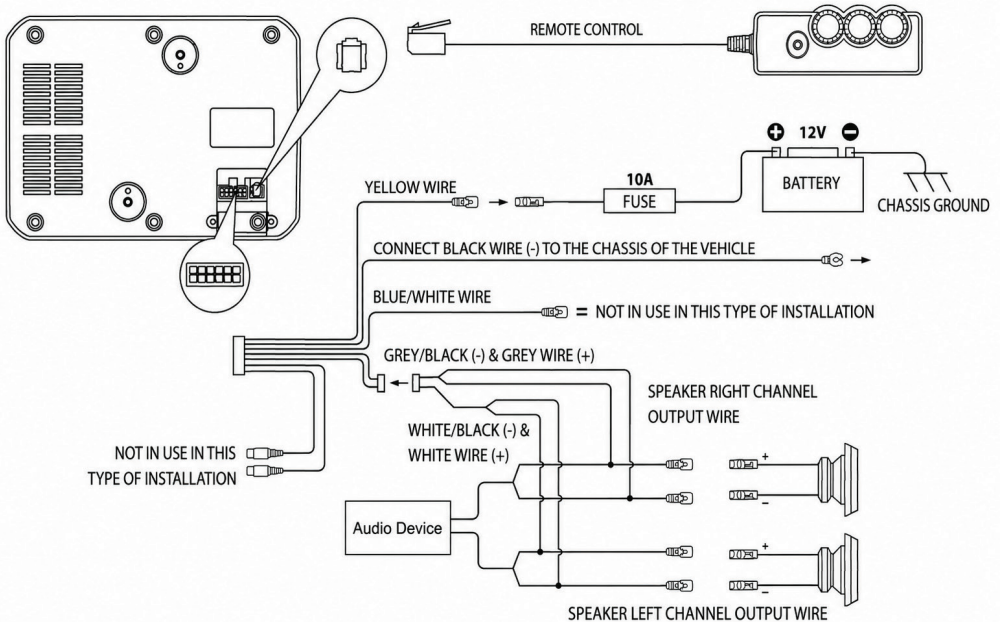 REMOTE CONTROL
+ 12V −
BATTERY
CHASSIS GROUND
10A
FUSE
YELLOW WIRE
CONNECT BLACK WIRE (-) TO THE CHASSIS OF THE VEHICLE
BLUE/WHITE WIRE
= NOT IN USE IN THIS TYPE OF INSTALLATION
GREY/BLACK (-) & GREY WIRE (+)
SPEAKER RIGHT CHANNEL
OUTPUT WIRE
WHITE/BLACK (-) &
WHITE WIRE (+)
NOT IN USE IN THIS
TYPE OF INSTALLATION
Audio Device
+
−
+
−
SPEAKER LEFT CHANNEL OUTPUT WIRE